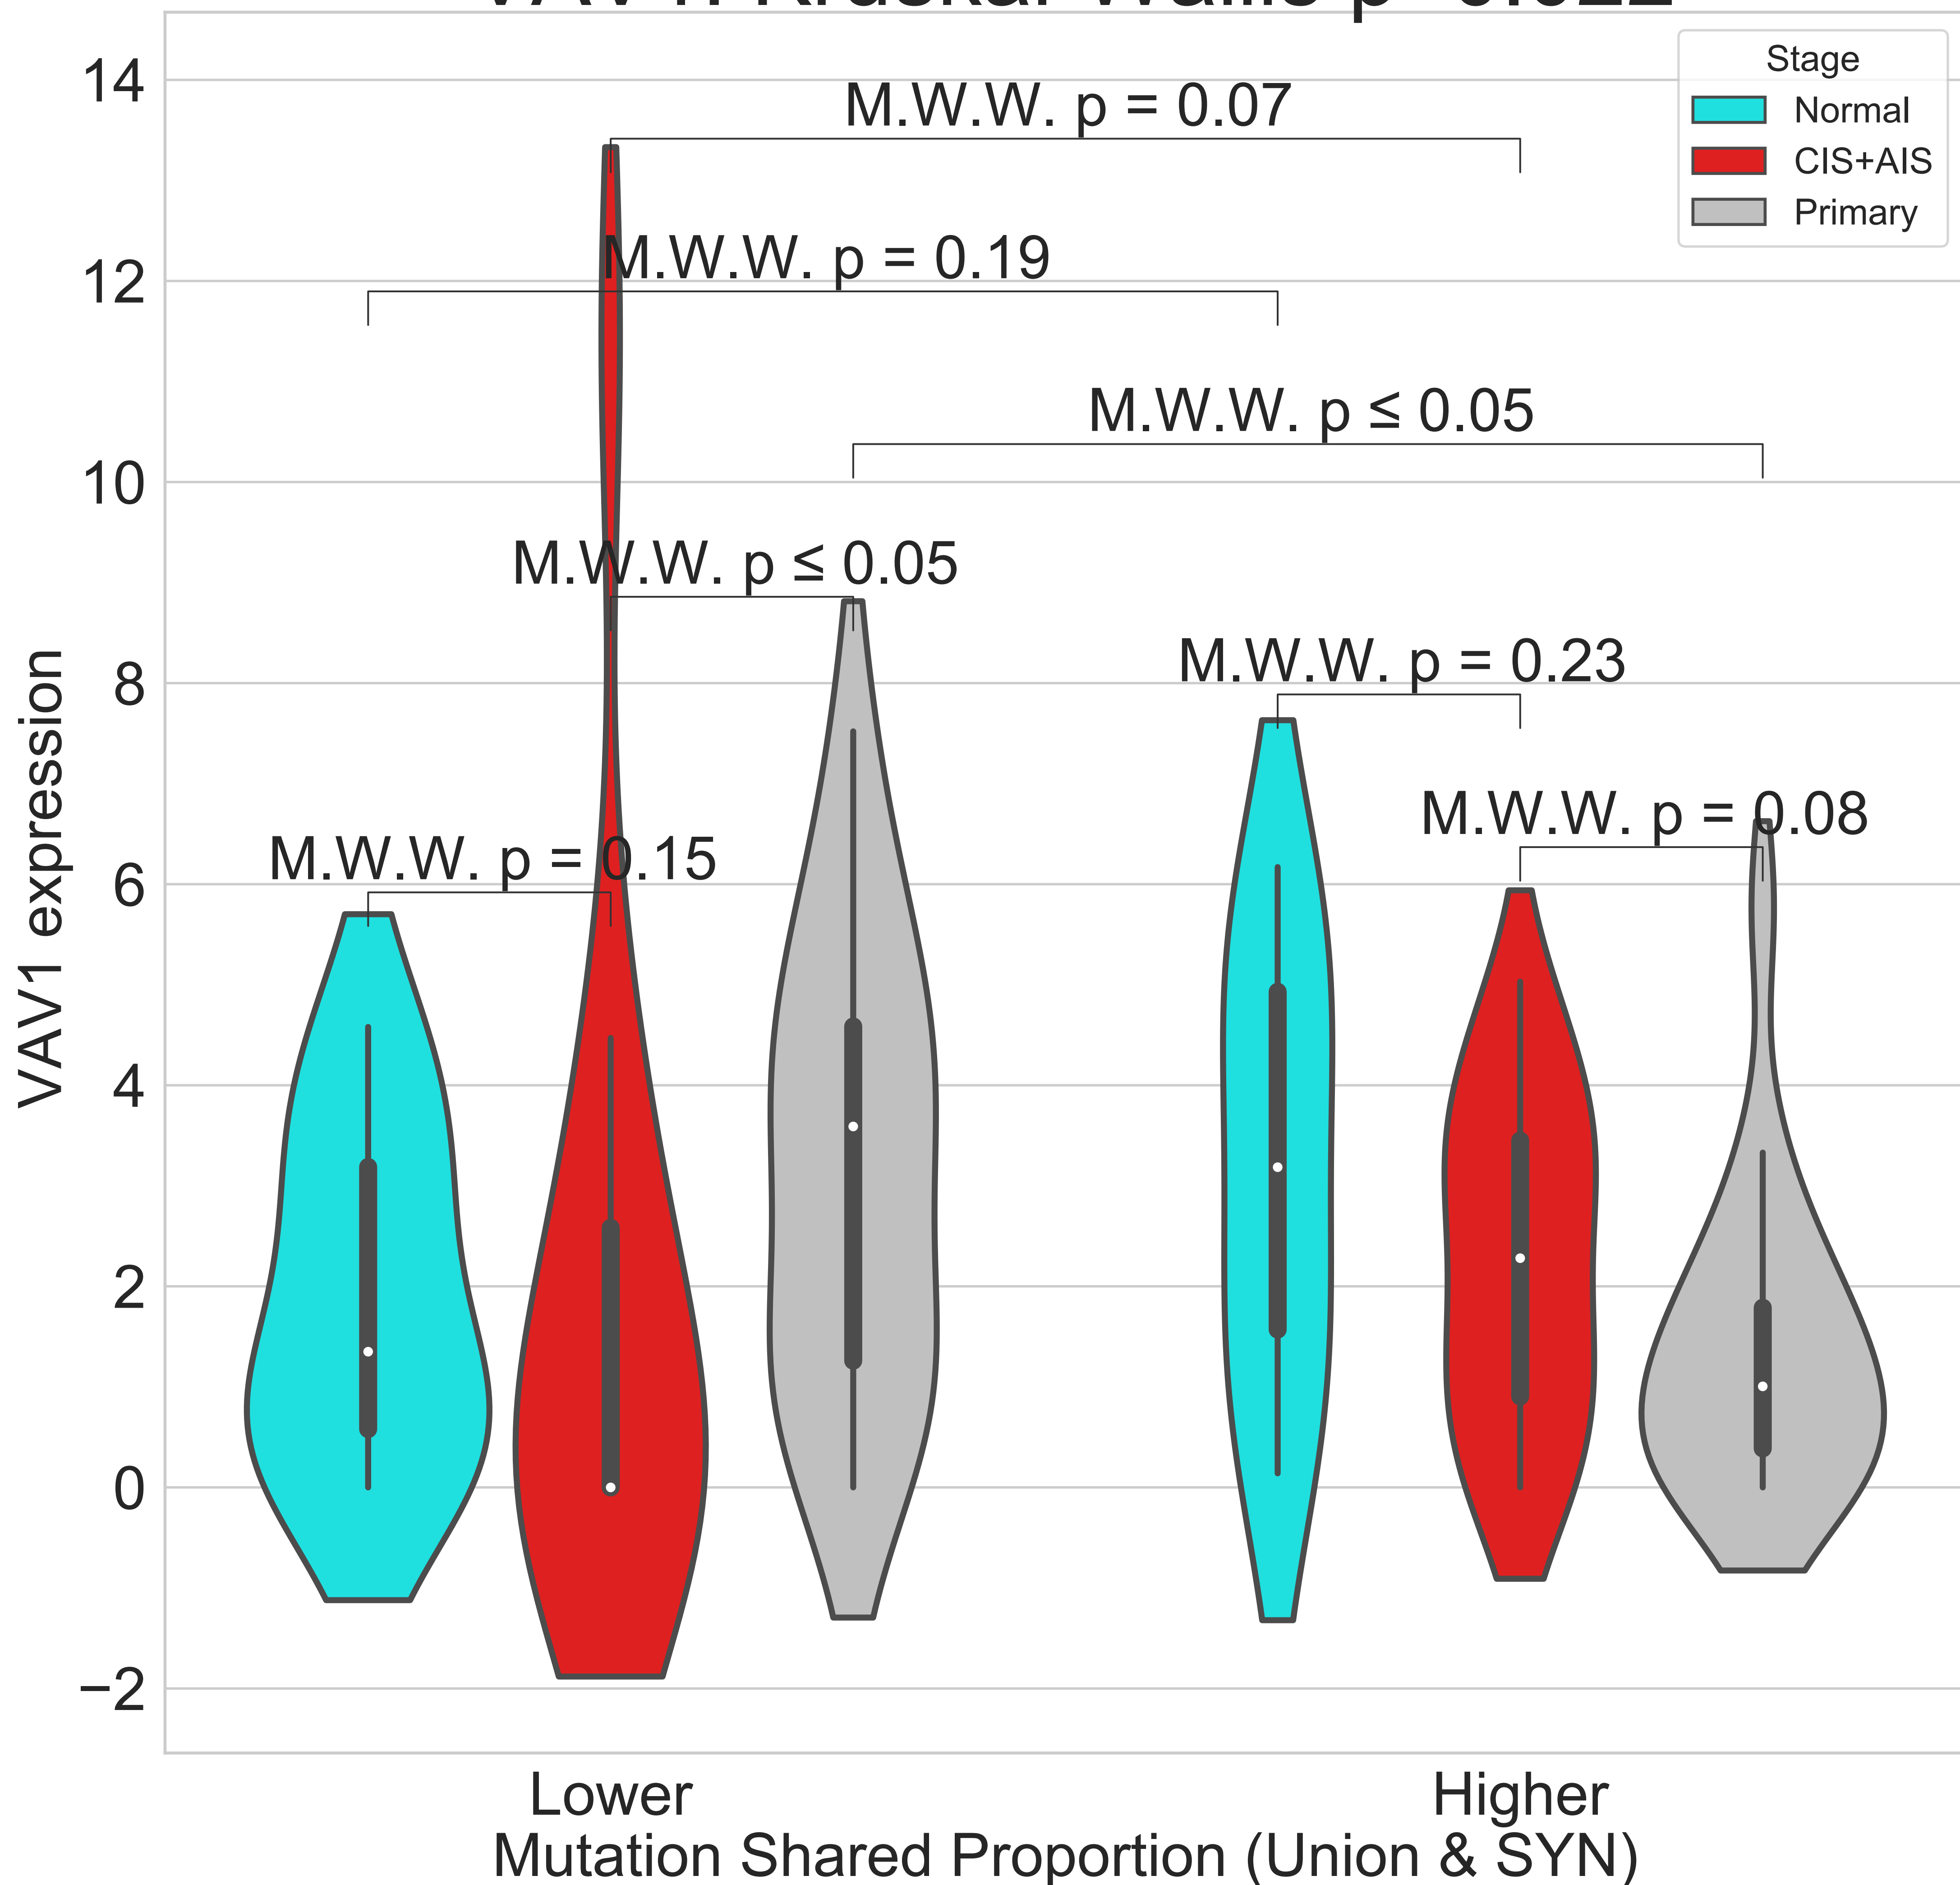 14
12
10
8
6
4
2
0
−2
VAV1 expression
M.W.W. p = 0.07
M.W.W. p = 0.19
M.W.W. p ≤ 0.05
M.W.W. p ≤ 0.05
M.W.W. p = 0.23
M.W.W. p = 0.08
M.W.W. p = 0.15
Stage
Normal
CIS+AIS
Primary
Lower
Higher
Mutation Shared Proportion (Union & SYN)